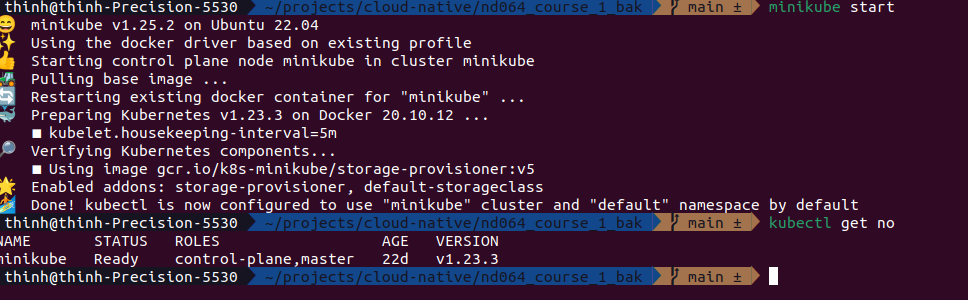 thinh@thinh-Precision-5530 ~/projects/cloud-native/nd064_course_1_bak main ± minikube start
minikube v1.25.2 on Ubuntu 22.04
Using the docker driver based on existing profile
Starting control plane node minikube in cluster minikube
Pulling base image ...
Restarting existing docker container for "minikube" ...
Preparing Kubernetes v1.23.3 on Docker 20.10.12 ...
■ kubelet.housekeeping-interval=5m
Verifying Kubernetes components...
■ Using image gcr.io/k8s-minikube/storage-provisioner:v5
Enabled addons: storage-provisioner, default-storageclass
Done! kubectl is now configured to use "minikube" cluster and "default" namespace by default
thinh@thinh-Precision-5530 ~/projects/cloud-native/nd064_course_1_bak main ± kubectl get no
NAME STATUS ROLES AGE VERSION
minikube Ready control-plane,master 22d v1.23.3
thinh@thinh-Precision-5530 ~/projects/cloud-native/nd064_course_1_bak main ±